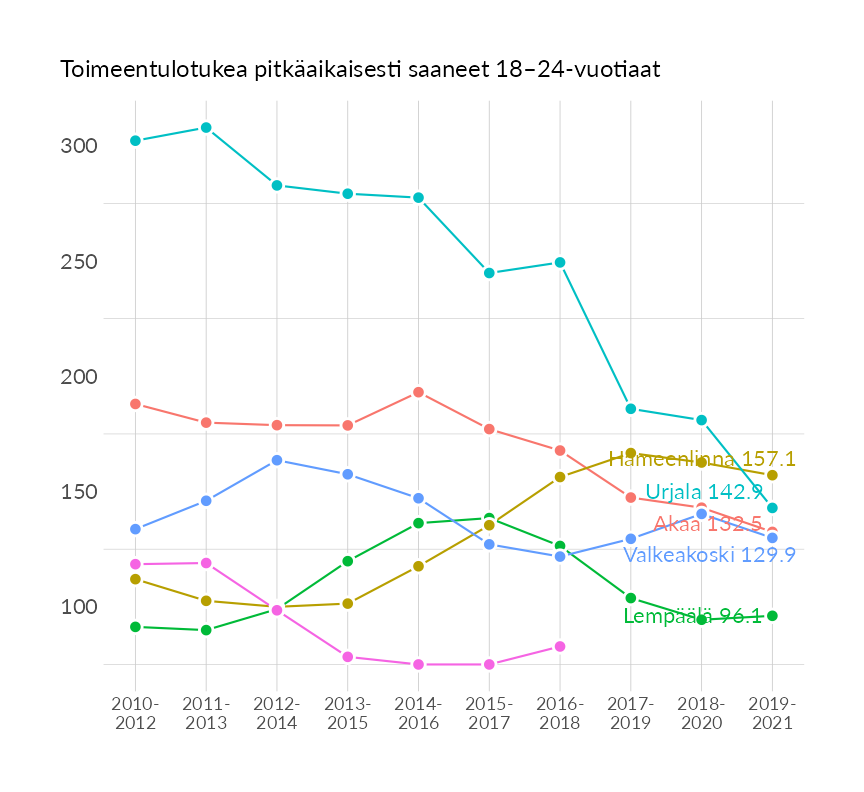 Toimeentulotukea pitkäaikaisesti saaneet 18–24-vuotiaat
300
250
200
150
100
Hämeenlinna 157.1
Urjala 142.9
Akaa 132.5
Valkeakoski 129.9
Lempäälä 96.1
2010- 2011- 2012- 2013- 2014- 2015- 2016- 2017- 2018- 2019-
2012 2013 2014 2015 2016 2017 2018 2019 2020 2021